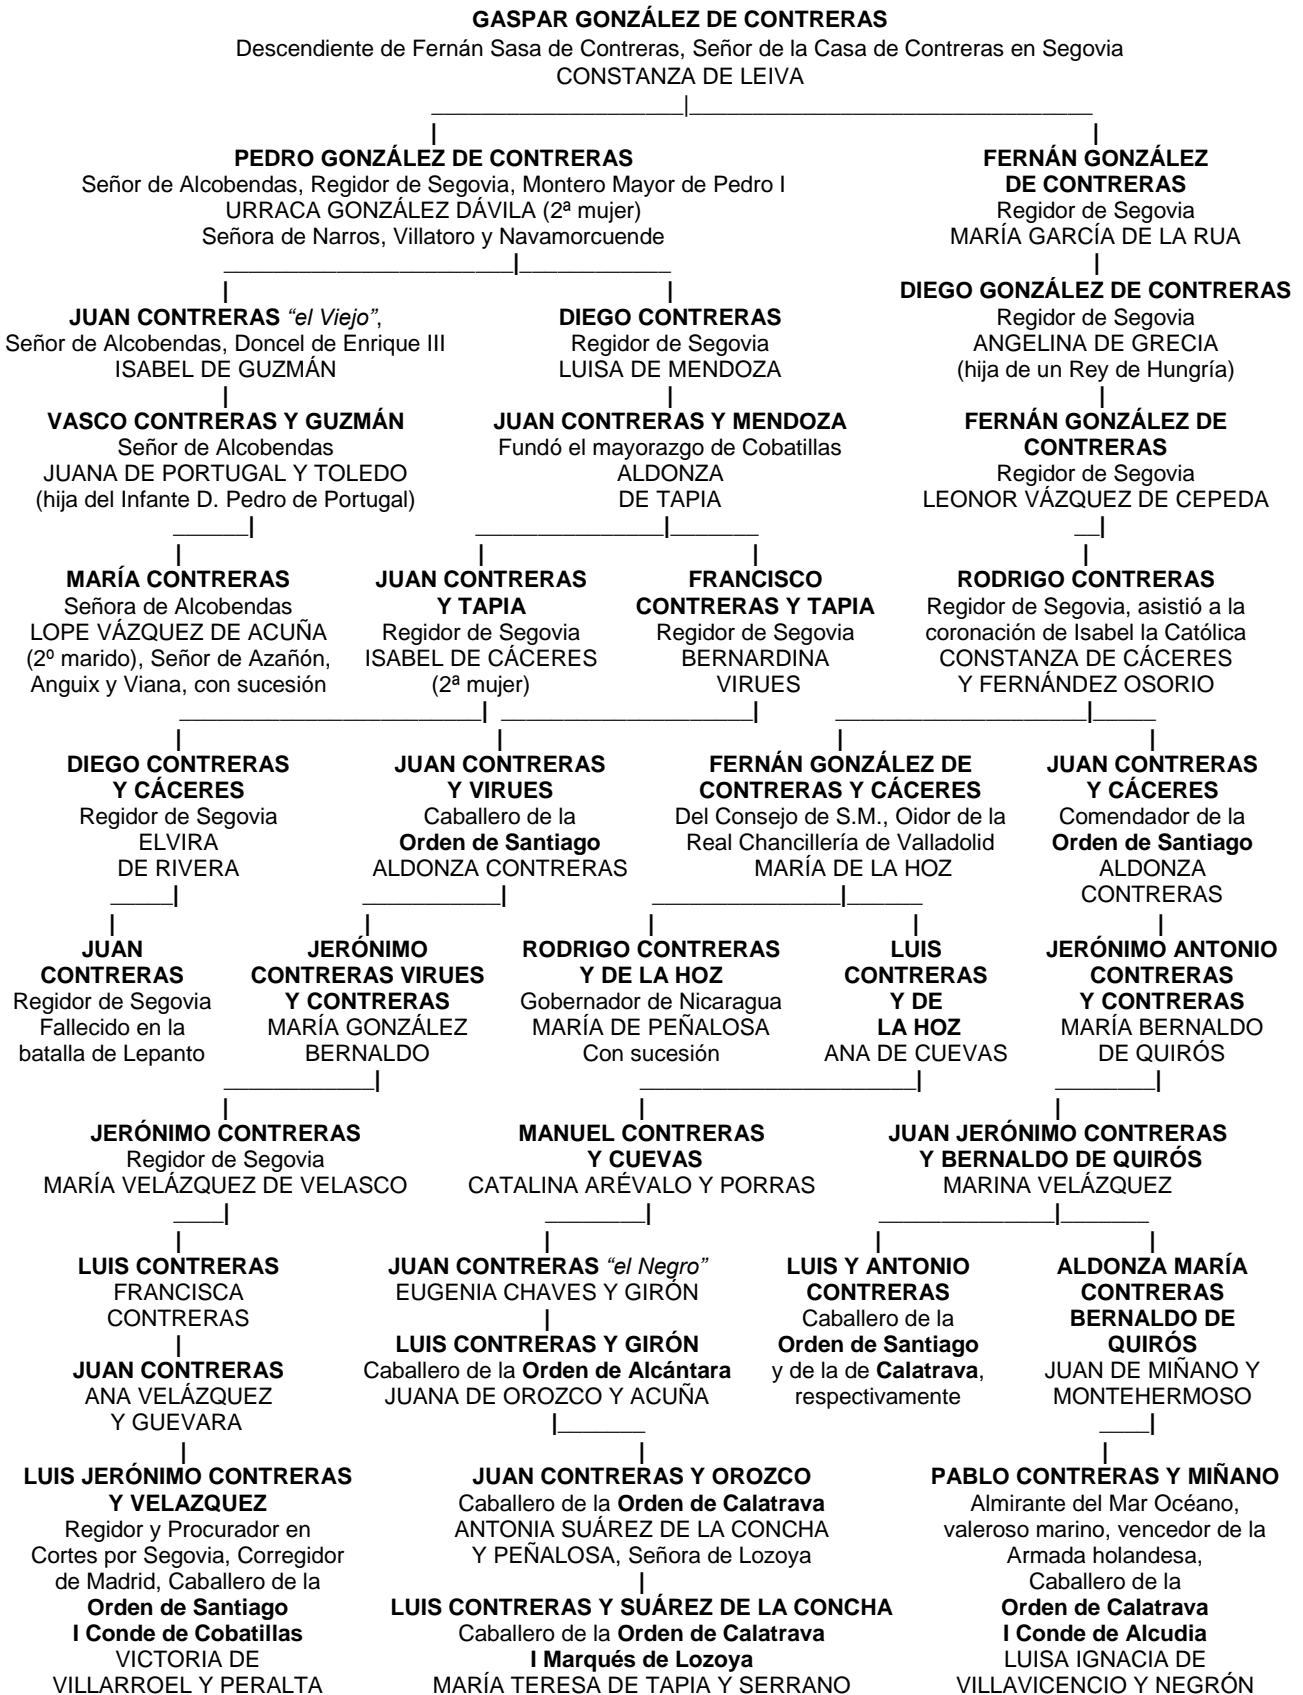 GASPAR GONZÁLEZ DE CONTRERAS
Descendiente de Fernán Sasa de Contreras, Señor de la Casa de Contreras en Segovia
CONSTANZA DE LEIVA
PEDRO GONZÁLEZ DE CONTRERAS
Señor de Alcobendas, Regidor de Segovia, Montero Mayor de Pedro I
URRACA GONZÁLEZ DÁVILA (2ª mujer)
Señora de Narros, Villatoro y Navamorcuende
FERNÁN GONZÁLEZ
DE CONTRERAS
Regidor de Segovia
MARÍA GARCÍA DE LA RUA
JUAN CONTRERAS “el Viejo”,
Señor de Alcobendas, Doncel de Enrique III
ISABEL DE GUZMÁN
DIEGO CONTRERAS
Regidor de Segovia
LUISA DE MENDOZA
DIEGO GONZÁLEZ DE CONTRERAS
Regidor de Segovia
ANGELINA DE GRECIA
(hija de un Rey de Hungría)
VASCO CONTRERAS Y GUZMÁN
Señor de Alcobendas
JUANA DE PORTUGAL Y TOLEDO
(hija del Infante D. Pedro de Portugal)
JUAN CONTRERAS Y MENDOZA
Fundó el mayorazgo de Cobatillas
ALDONZA
DE TAPIA
FERNÁN GONZÁLEZ DE
CONTRERAS
Regidor de Segovia
LEONOR VÁZQUEZ DE CEPEDA
MARÍA CONTRERAS
Señora de Alcobendas
LOPE VÁZQUEZ DE ACUÑA
(2º marido), Señor de Azañón,
Anguix y Viana, con sucesión
JUAN CONTRERAS
Y TAPIA
Regidor de Segovia
ISABEL DE CÁCERES
(2ª mujer)
FRANCISCO
CONTRERAS Y TAPIA
Regidor de Segovia
BERNARDINA
VIRUES
RODRIGO CONTRERAS
Regidor de Segovia, asistió a la
coronación de Isabel la Católica
CONSTANZA DE CÁCERES
Y FERNÁNDEZ OSORIO
DIEGO CONTRERAS
Y CÁCERES
Regidor de Segovia
ELVIRA
DE RIVERA
JUAN CONTRERAS
Y VIRUES
Caballero de la
Orden de Santiago
ALDONZA CONTRERAS
FERNÁN GONZÁLEZ DE
CONTRERAS Y CÁCERES
Del Consejo de S.M., Oidor de la
Real Chancillería de Valladolid
MARÍA DE LA HOZ
JUAN CONTRERAS
Y CÁCERES
Comendador de la
Orden de Santiago
ALDONZA
CONTRERAS
JUAN
CONTRERAS
Regidor de Segovia
Fallecido en la
batalla de Lepanto
JERÓNIMO
CONTRERAS VIRUES
Y CONTRERAS
MARÍA GONZÁLEZ
BERNALDO
RODRIGO CONTRERAS
Y DE LA HOZ
Gobernador de Nicaragua
MARÍA DE PEÑALOSA
Con sucesión
LUIS
CONTRERAS
Y DE
LA HOZ
ANA DE CUEVAS
JERÓNIMO ANTONIO
CONTRERAS
Y CONTRERAS
MARÍA BERNALDO
DE QUIRÓS
JERÓNIMO CONTRERAS
Regidor de Segovia
MARÍA VELÁZQUEZ DE VELASCO
MANUEL CONTRERAS
Y CUEVAS
CATALINA ARÉVALO Y PORRAS
JUAN JERÓNIMO CONTRERAS
Y BERNALDO DE QUIRÓS
MARINA VELÁZQUEZ
LUIS CONTRERAS
FRANCISCA
CONTRERAS
JUAN CONTRERAS “el Negro”
EUGENIA CHAVES Y GIRÓN
LUIS Y ANTONIO
CONTRERAS
Caballero de la
Orden de Santiago
y de la de Calatrava,
respectivamente
ALDONZA MARÍA
CONTRERAS
BERNALDO DE
QUIRÓS
JUAN DE MIÑANO Y
MONTEHERMOSO
JUAN CONTRERAS
ANA VELÁZQUEZ
Y GUEVARA
LUIS CONTRERAS Y GIRÓN
Caballero de la Orden de Alcántara
JUANA DE OROZCO Y ACUÑA
LUIS JERÓNIMO CONTRERAS
Y VELAZQUEZ
Regidor y Procurador en
Cortes por Segovia, Corregidor
de Madrid, Caballero de la
Orden de Santiago
I Conde de Cobatillas
VICTORIA DE
VILLARROEL Y PERALTA
JUAN CONTRERAS Y OROZCO
Caballero de la Orden de Calatrava
ANTONIA SUÁREZ DE LA CONCHA
Y PEÑALOSA, Señora de Lozoya
LUIS CONTRERAS Y SUÁREZ DE LA CONCHA
Caballero de la Orden de Calatrava
I Marqués de Lozoya
MARÍA TERESA DE TAPIA Y SERRANO
PABLO CONTRERAS Y MIÑANO
Almirante del Mar Océano,
valeroso marino, vencedor de la
Armada holandesa,
Caballero de la
Orden de Calatrava
I Conde de Alcudia
LUISA IGNACIA DE
VILLAVICENCIO Y NEGRÓN